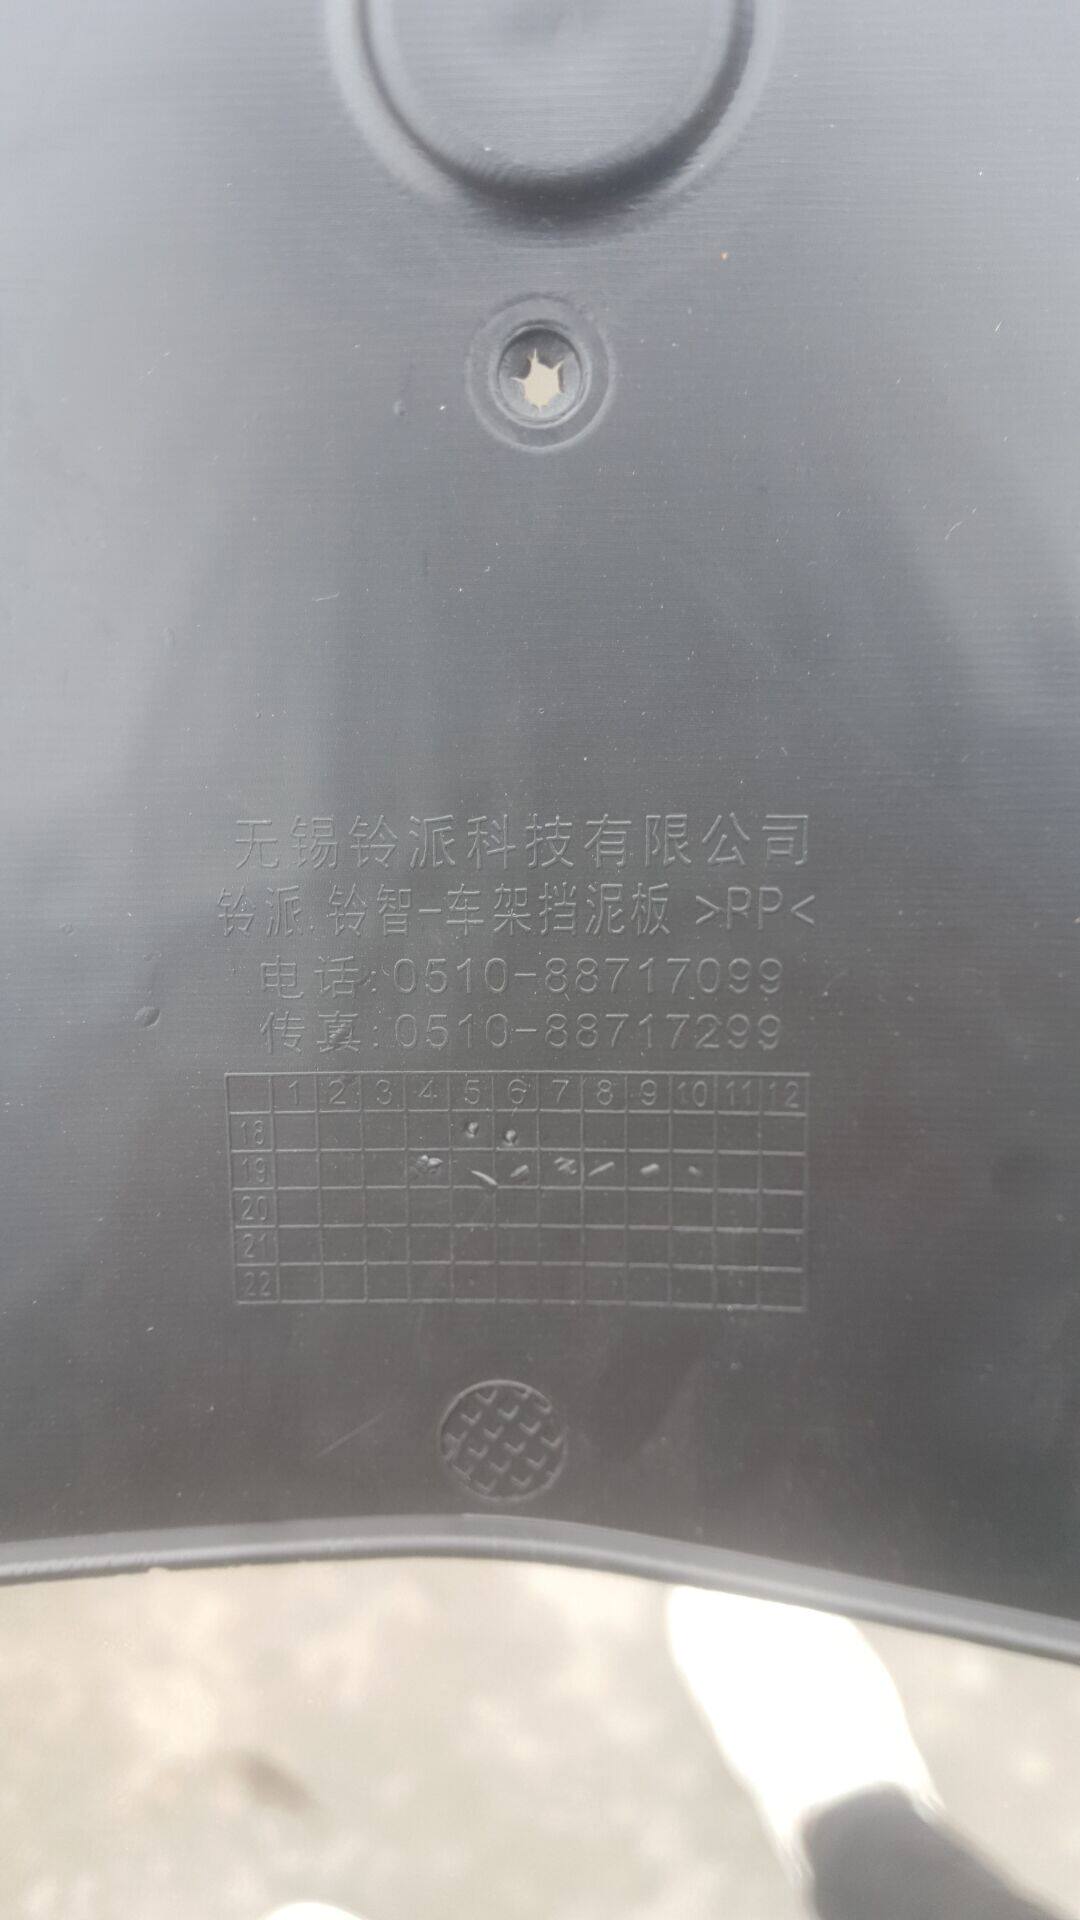 无锡铃派科技有限公司
铃派.铃智-车架挡泥板 >PP<
电话:0510-88717099
传真:0510-88717299
1 2 3 4 5 6 7 8 9 10 11 12
18
19
20
21
22